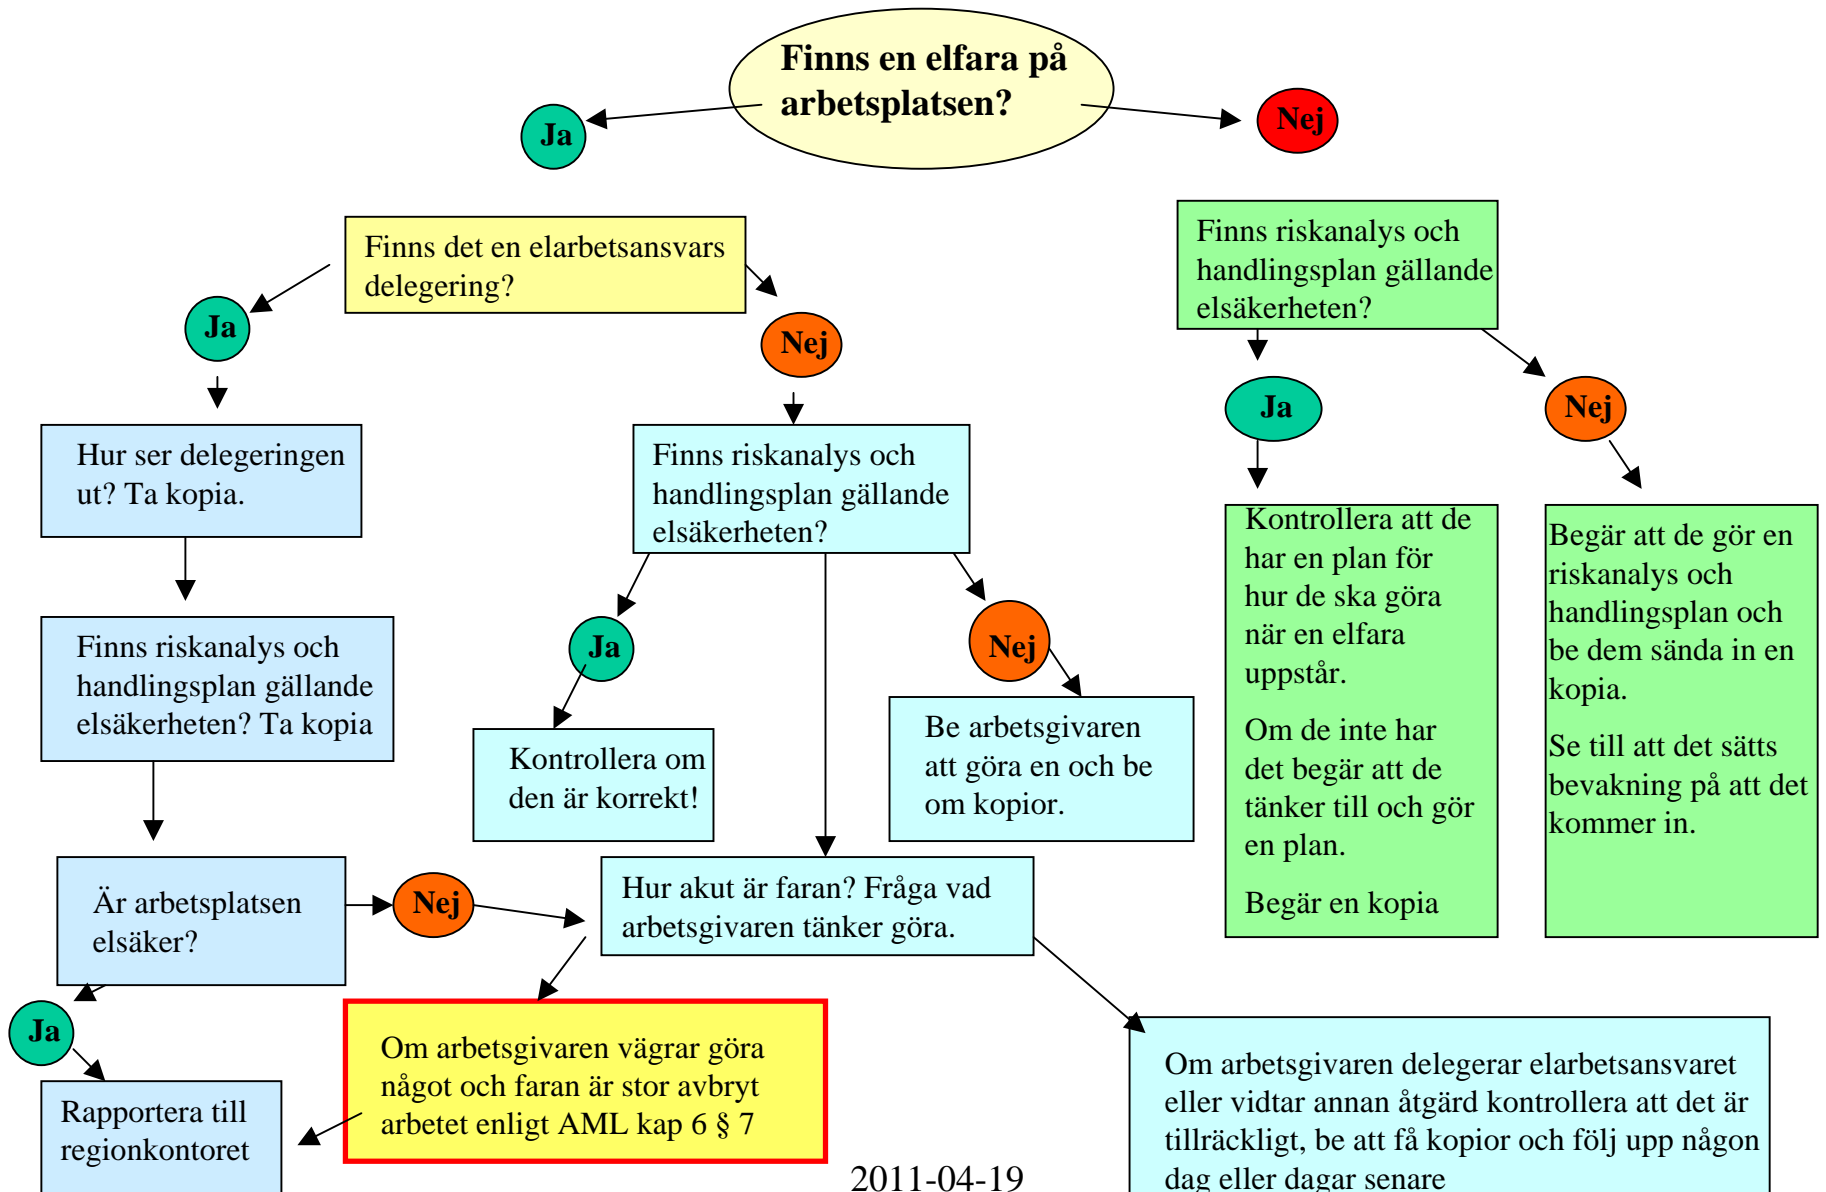 Finns en elfara på
arbetsplatsen?
Ja
Nej
Finns det en elarbetsansvars
delegering?
Finns riskanalys och
handlingsplan gällande
elsäkerheten?
Ja
Nej
Ja
Nej
Hur ser delegeringen
ut? Ta kopia.
Finns riskanalys och
handlingsplan gällande
elsäkerheten?
Kontrollera att de
har en plan för
hur de ska göra
när en elfara
uppstår.
Om de inte har
det begär att de
tänker till och gör
en plan.
Begär en kopia
Begär att de gör en
riskanalys och
handlingsplan och
be dem sända in en
kopia.
Se till att det sätts
bevakning på att det
kommer in.
Finns riskanalys och
handlingsplan gällande
elsäkerheten? Ta kopia
Ja
Nej
Kontrollera om
den är korrekt!
Be arbetsgivaren
att göra en och be
om kopior.
Är arbetsplatsen
elsäker?
Nej
Hur akut är faran? Fråga vad
arbetsgivaren tänker göra.
Ja
Om arbetsgivaren vägrar göra
något och faran är stor avbryt
arbetet enligt AML kap 6 § 7
Om arbetsgivaren delegerar elarbetsansvaret
eller vidtar annan åtgärd kontrollera att det är
tillräckligt, be att få kopior och följ upp någon
dag eller dagar senare
Rapportera till
regionkontoret
2011-04-19